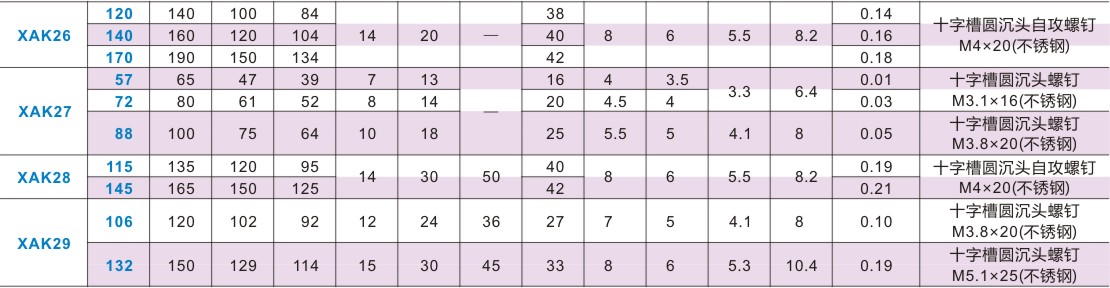 120 140 100 84 38 0.14
XAK26 140 160 120 104 14 20 — 40 8 6 5.5 8.2 0.16 十字槽圆沉头自攻螺钉
M4×20(不锈钢)
170 190 150 134 42 0.18
57 65 47 39 7 13 16 4 3.5 0.01 十字槽圆沉头螺钉
3.3 6.4
XAK27 72 80 61 52 8 14 — 20 4.5 4 0.03 M3.1×16(不锈钢)
88 100 75 64 10 18 25 5.5 5 4.1 8 0.05 十字槽圆沉头螺钉
M3.8×20(不锈钢)
115 135 120 95 40 0.19 十字槽圆沉头自攻螺钉
XAK28 14 30 50 8 6 5.5 8.2
145 165 150 125 42 0.21 M4×20(不锈钢)
106 120 102 92 12 24 36 27 7 5 4.1 8 0.10 十字槽圆沉头螺钉
M3.8×20(不锈钢)
XAK29
132 150 129 114 15 30 45 33 8 6 5.3 10.4 0.19 十字槽圆沉头螺钉
M5.1×25(不锈钢)